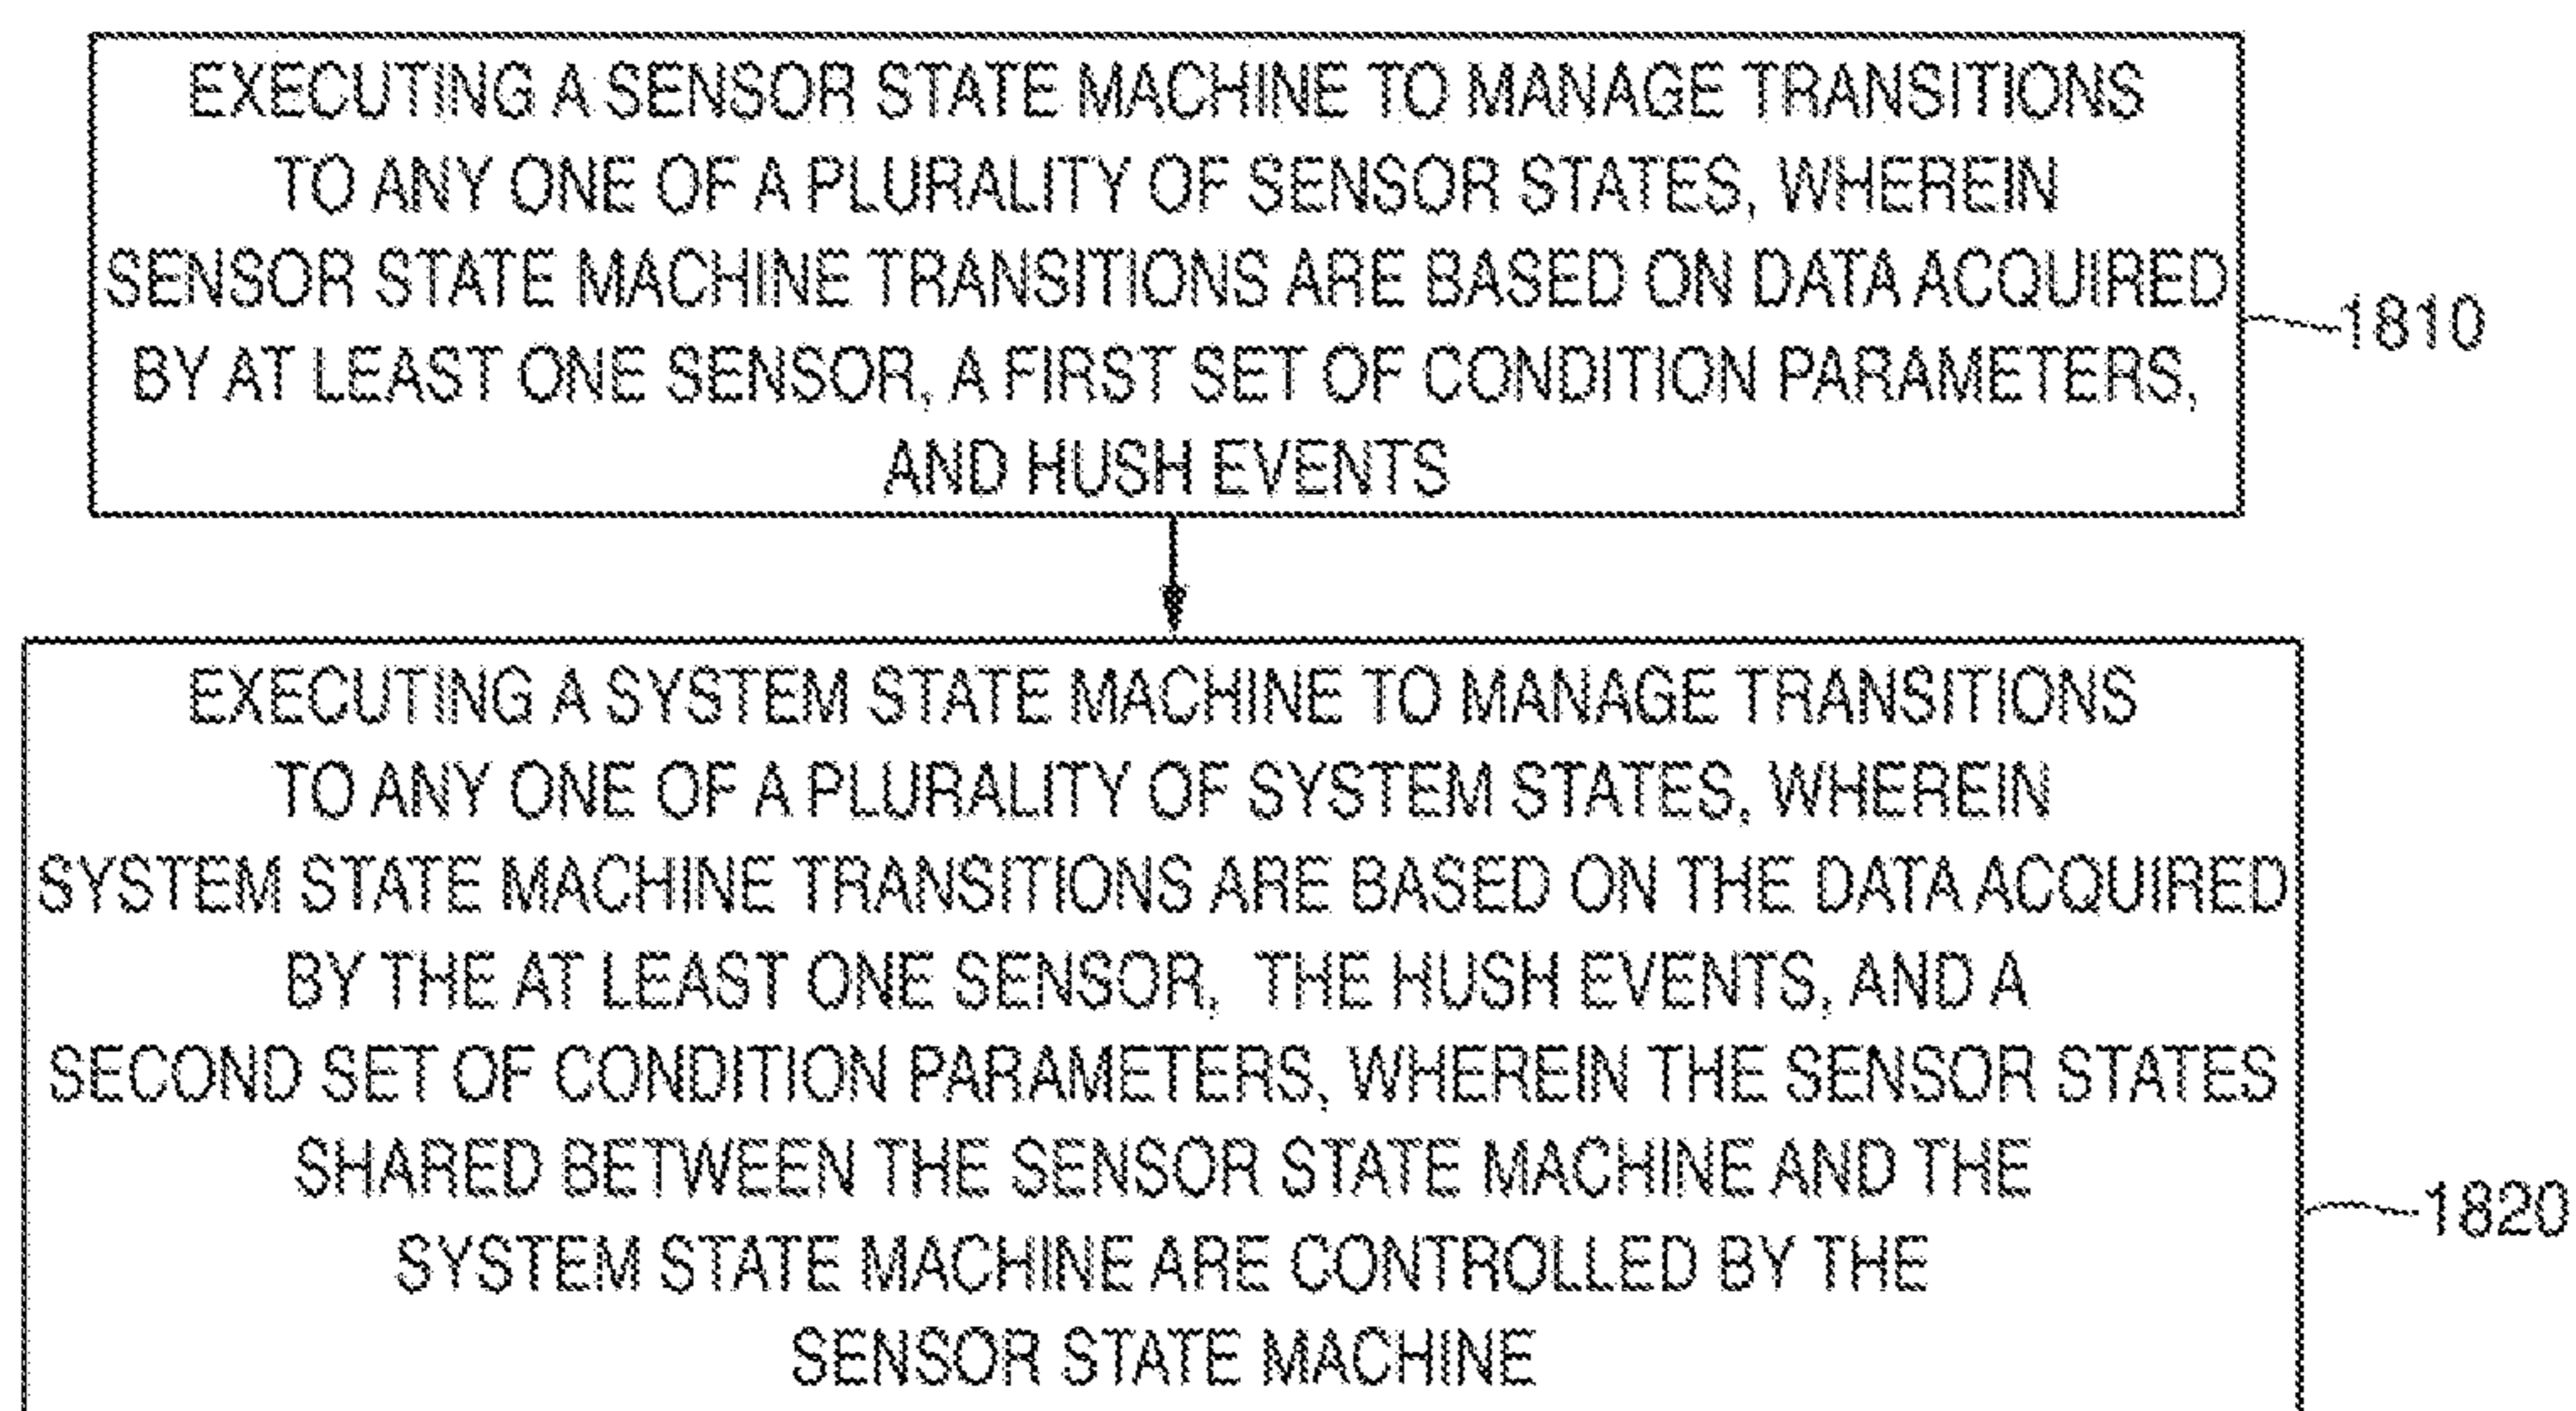 EXECUTING A SENSOR STATE MACHINE TO MANAGE TRANSITIONS
TO ANY ONE OF A PLURALITY OF SENSOR STATES, WHEREIN
SENSOR STATE MACHINE TRANSITIONS ARE BASED ON DATA ACQUIRED
BY AT LEAST ONE SENSOR, A FIRST SET OF CONDITION PARAMETERS,
AND HUSH EVENTS
1810
EXECUTING A SYSTEM STATE MACHINE TO MANAGE TRANSITIONS
TO ANY ONE OF A PLURALITY OF SYSTEM STATES, WHEREIN
SYSTEM STATE MACHINE TRANSITIONS ARE BASED ON THE DATA ACQUIRED
BY THE AT LEAST ONE SENSOR, THE HUSH EVENTS, AND A
SECOND SET OF CONDITION PARAMETERS, WHEREIN THE SENSOR STATES
SHARED BETWEEN THE SENSOR STATE MACHINE AND THE
SYSTEM STATE MACHINE ARE CONTROLLED BY THE
SENSOR STATE MACHINE
1820